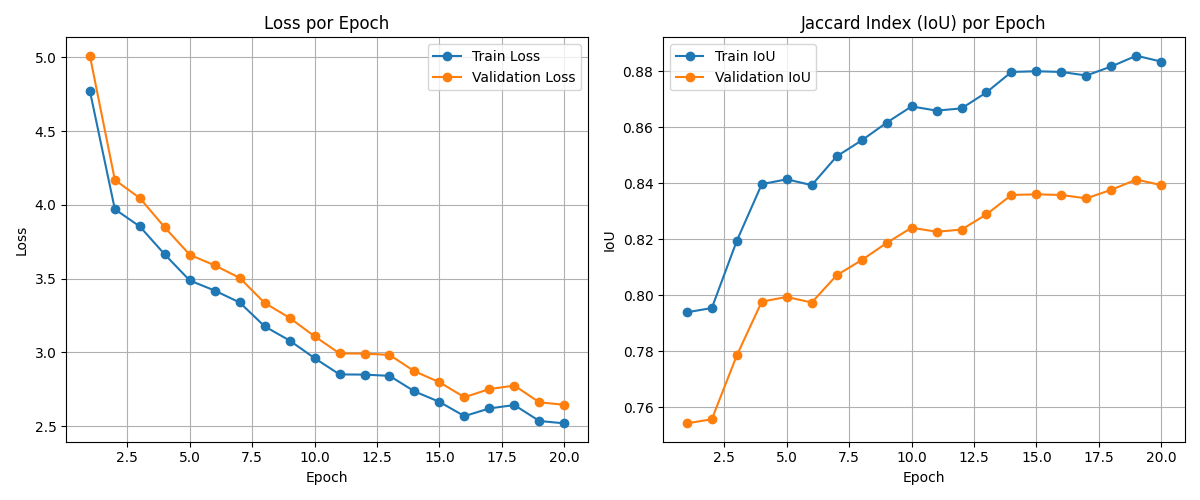 Loss por Epoch
Train Loss
Validation Loss
5.0
4.5
4.0
3.5
3.0
2.5
Loss
2.5 5.0 7.5 10.0 12.5 15.0 17.5 20.0
Epoch
Jaccard Index (IoU) por Epoch
Train IoU
Validation IoU
0.88
0.86
0.84
0.82
0.80
0.78
0.76
IoU
2.5 5.0 7.5 10.0 12.5 15.0 17.5 20.0
Epoch